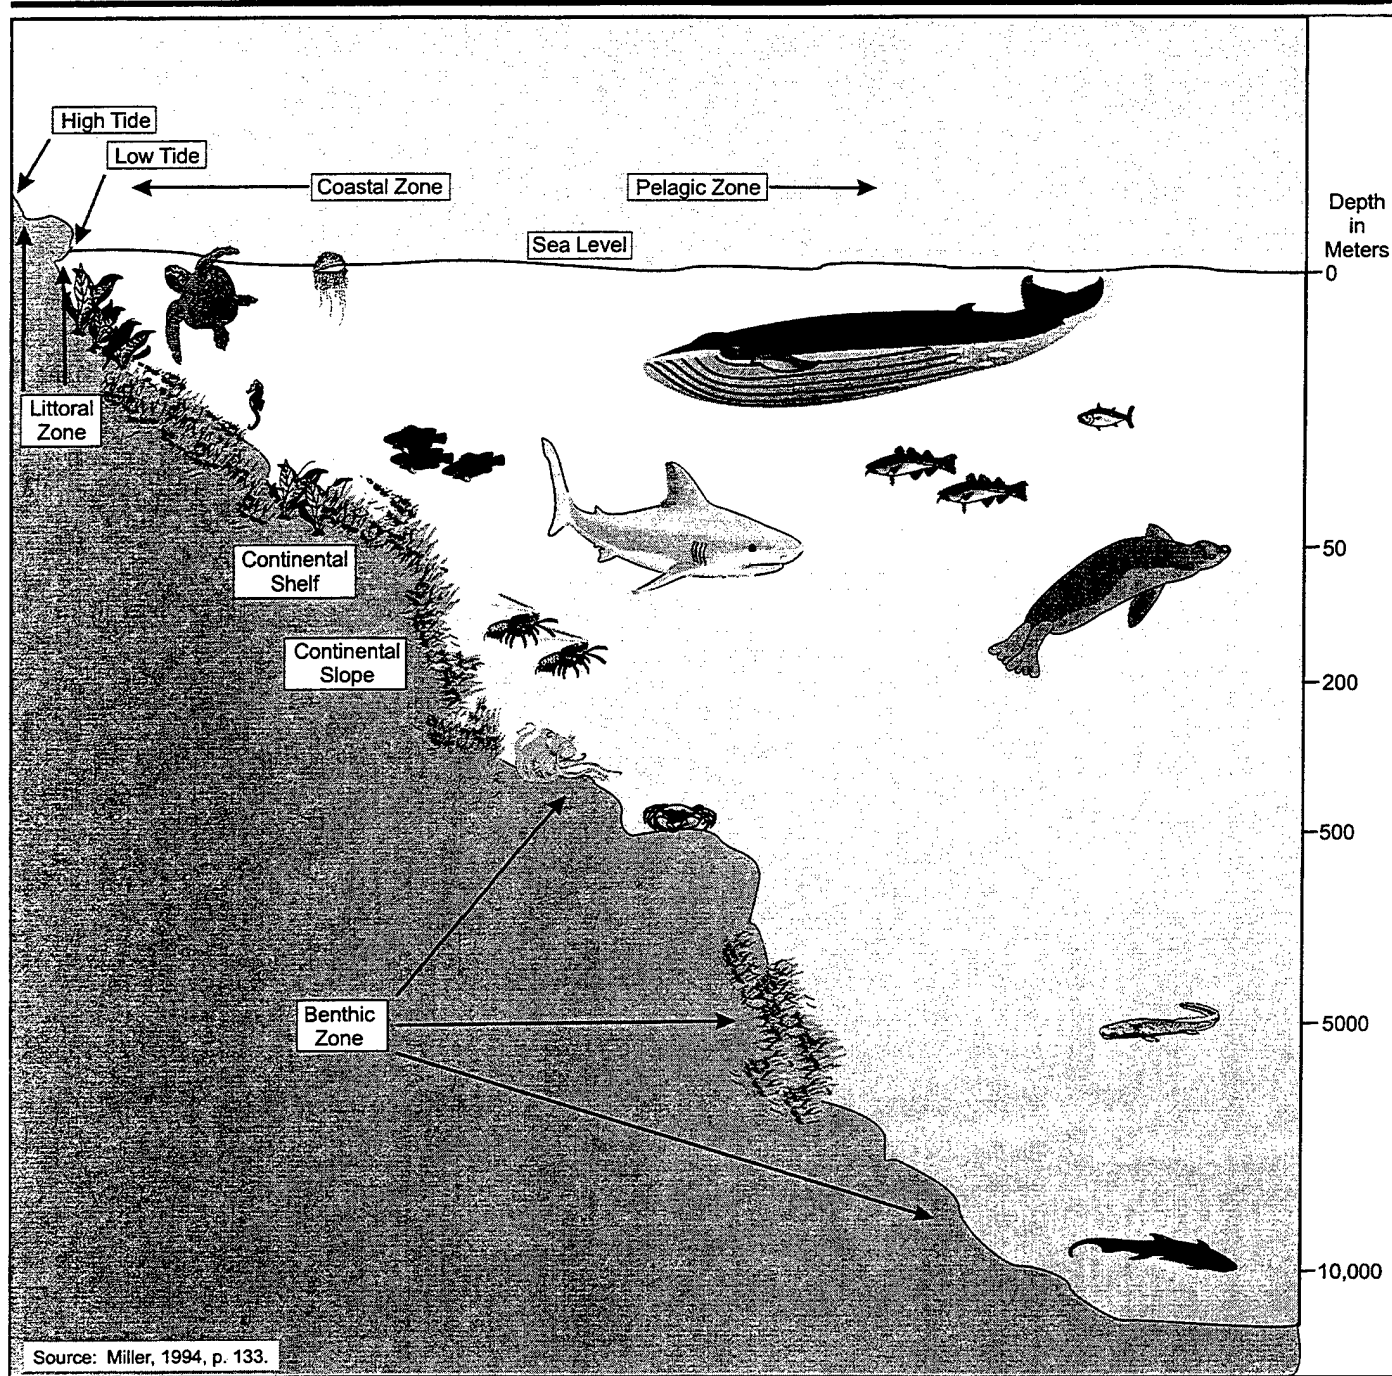 High Tide
Low Tide
Coastal Zone
Pelagic Zone
Sea Level
Depth
in
Meters
0
Littoral
Zone
Continental
Shelf
50
Continental
Slope
200
500
Benthic
Zone
5000
10,000
Source: Miller, 1994, p. 133.